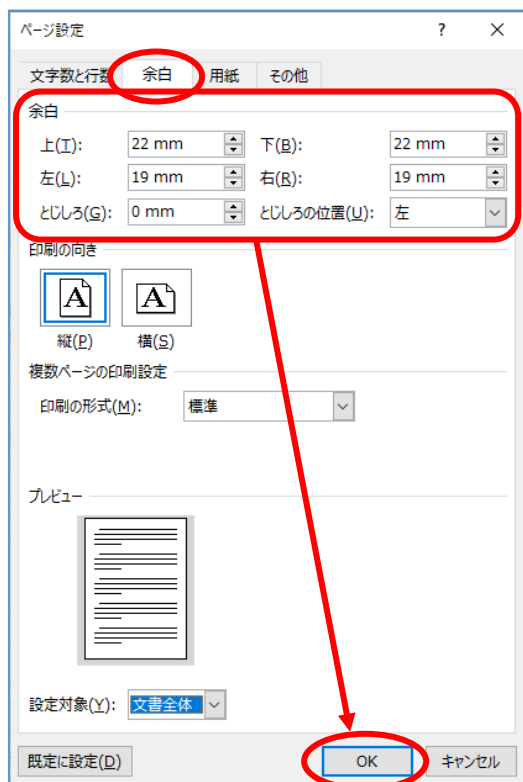 ページ設定 ? ×
文字数と行数 余白 用紙 その他
余白
上(T): 22 mm 下(B): 22 mm
左(L): 19 mm 右(R): 19 mm
とじしろ(G): 0 mm とじしろの位置(U): 左
印刷の向き
A A
縦(P) 横(S)
複数ページの印刷設定
印刷の形式(M): 標準
プレビュー
設定対象(Y): 文書全体
既定に設定(D) OK キャンセル